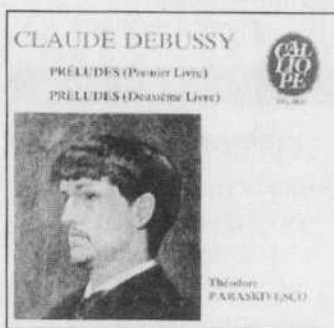 CLAUDE DEBUSSY
CAL
LIO
PE
PRÉLUDES (Premier Livre)
PRÉLUDES (Deuxième Livre)
Théodore
PARASKIVESCO